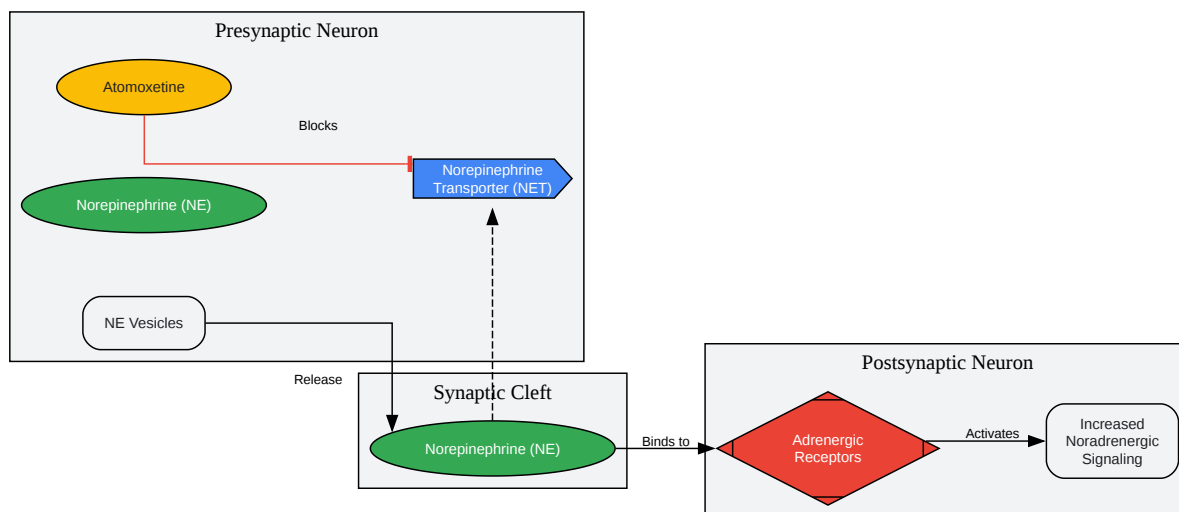 Presynaptic Neuron
Atomoxetine
Blocks
Norepinephrine
Transporter (NET)
Norepinephrine (NE)
NE Vesicles
Release
Synaptic Cleft
Norepinephrine (NE)
Binds to
Postsynaptic Neuron
Adrenergic
Receptors
Activates
Increased
Noradrenergic
Signaling